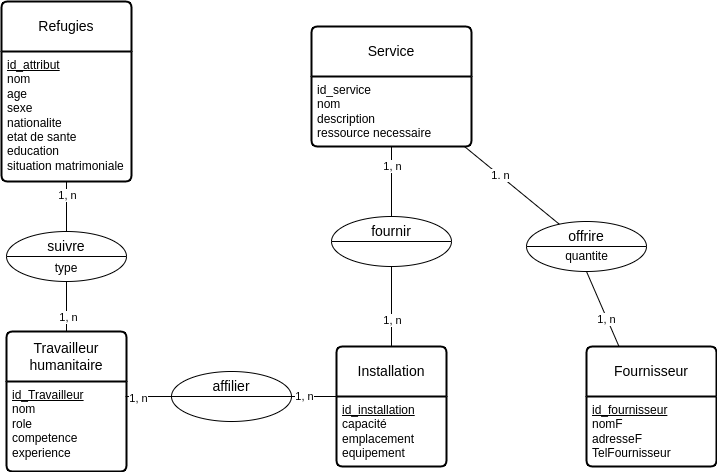 Refugies
id_attribut
nom
age
sexe
nationalite
etat de sante
education
situation matrimoniale
Service
id_service
nom
description
ressource necessaire
1, n
1, n
1. n
suivre
type
fournir
offrire
quantite
1, n
1, n
1, n
Travailleur
humanitaire
id_Travailleur
nom
role
competence
experience
1, n
affilier
1, n
Installation
id_installation
capacité
emplacement
equipement
Fournisseur
id_fournisseur
nomF
adresseF
TelFournisseur